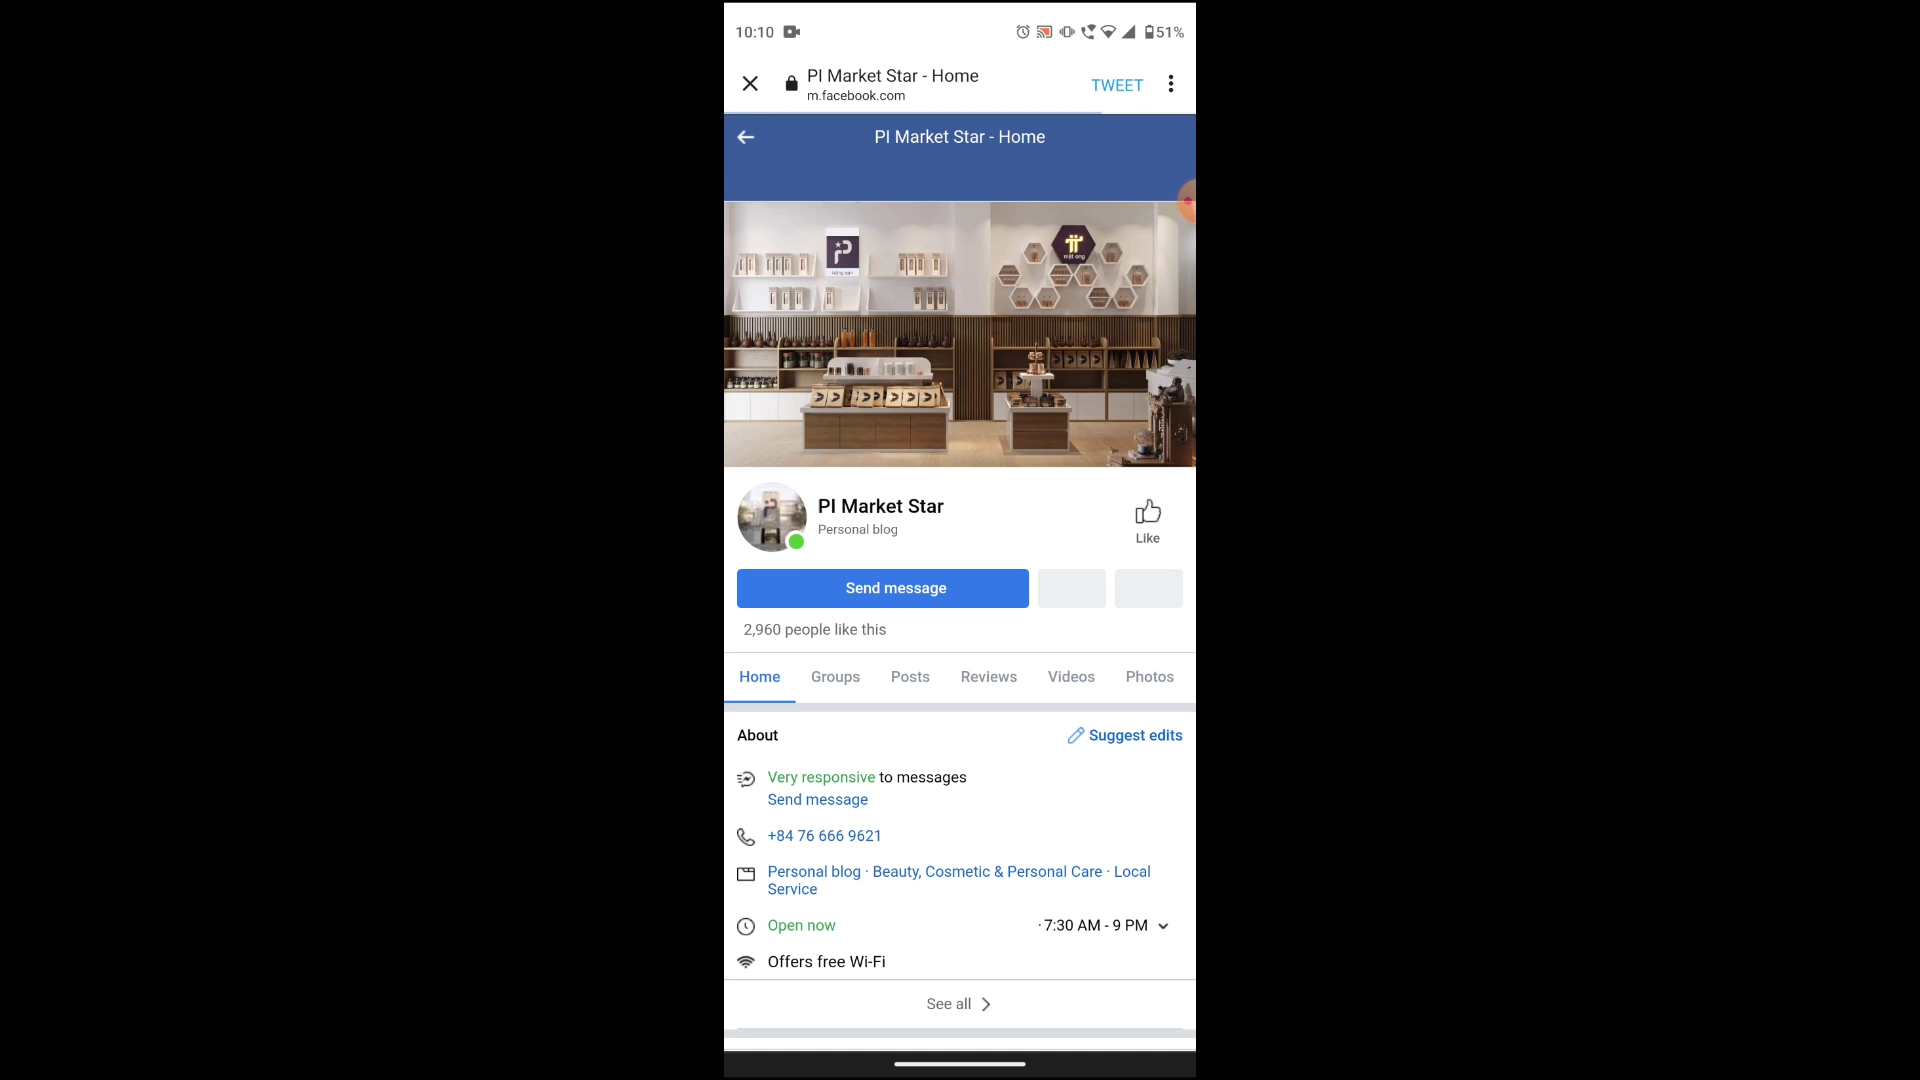 10:10
51%
PI Market Star - Home
m.facebook.com
TWEET
PI Market Star - Home
P
mật ong
PI Market Star
Personal blog
Like
Send message
2,960 people like this
Home Groups Posts Reviews Videos Photos
About
Suggest edits
Very responsive to messages
Send message
+84 76 666 9621
Personal blog · Beauty, Cosmetic & Personal Care · Local
Service
Open now
· 7:30 AM - 9 PM
Offers free Wi-Fi
See all